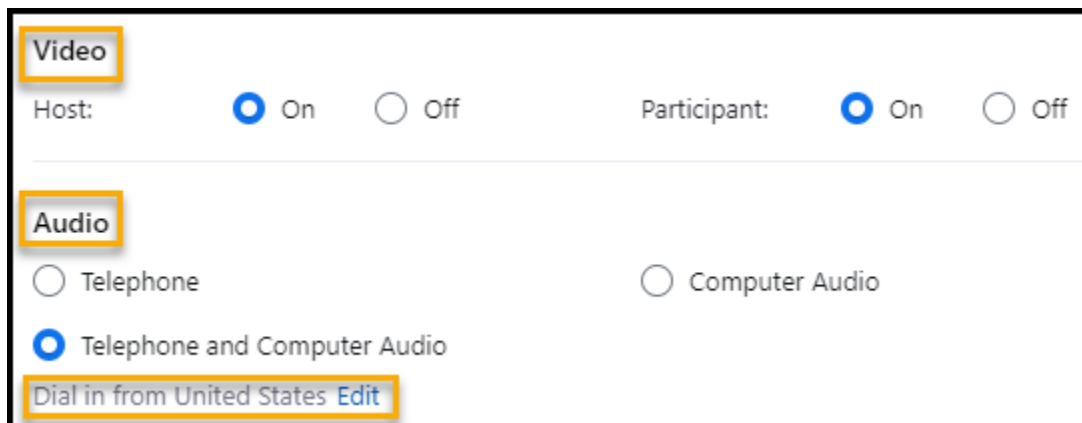 Video
Host: On Off Participant: On Off
Audio
Telephone Computer Audio
Telephone and Computer Audio
Dial in from United States Edit